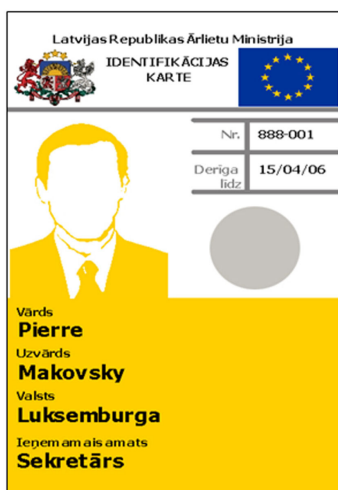 Latvijas Republikas Ārlietu Ministrija
IDENTIFIKĀCIJAS
KARTE
Nr. 888-001
Derīga līdz 15/04/06
Vārds
Pierre
Uzvārds
Makovsky
Valsts
Luksemburga
Ieņemamais amats
Sekretārs